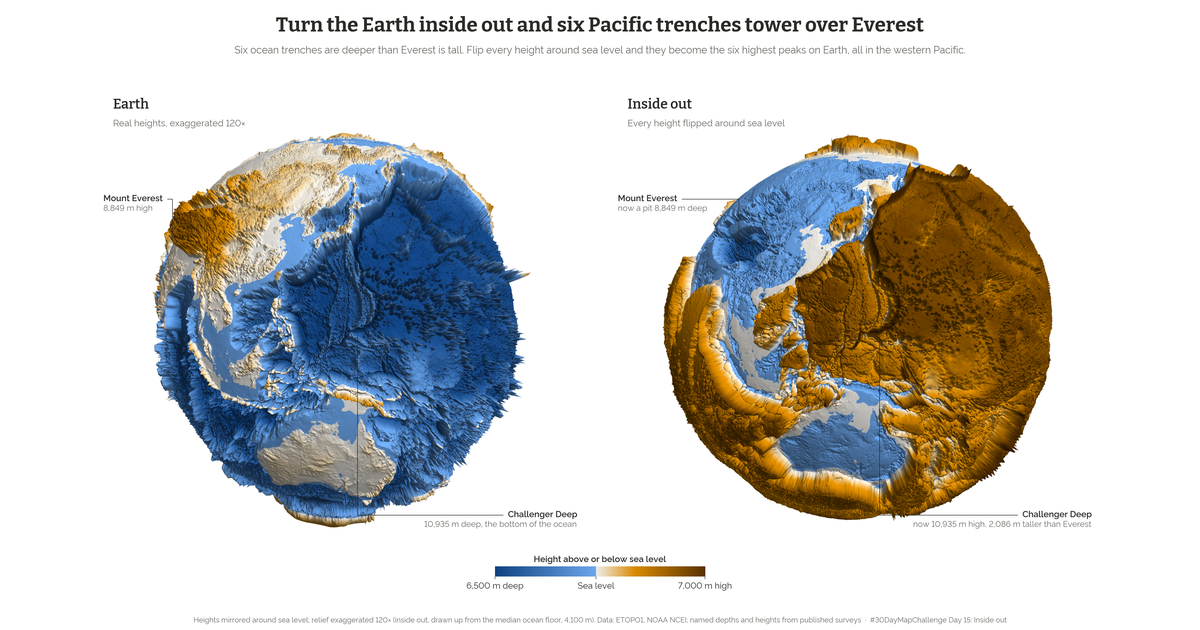 Turn the Earth inside out and six Pacific trenches tower over Everest
Six ocean trenches are deeper than Everest is tall. Flip every height around sea level and they become the six highest peaks on Earth, all in the western Pacific.
Earth
Real heights, exaggerated 120×
Mount Everest
8,849 m high
Challenger Deep
10,935 m deep, the bottom of the ocean
Inside out
Every height flipped around sea level
Mount Everest
now a pit 8,849 m deep
Challenger Deep
now 10,935 m high, 2,086 m taller than Everest
Height above or below sea level
6,500 m deep
Sea level
7,000 m high
Heights mirrored around sea level; relief exaggerated 120× (inside out, drawn up from the median ocean floor, 4,100 m). Data: ETOPO1, NOAA NCEI; named depths and heights from published surveys · #30DayMapChallenge Day 15: Inside out